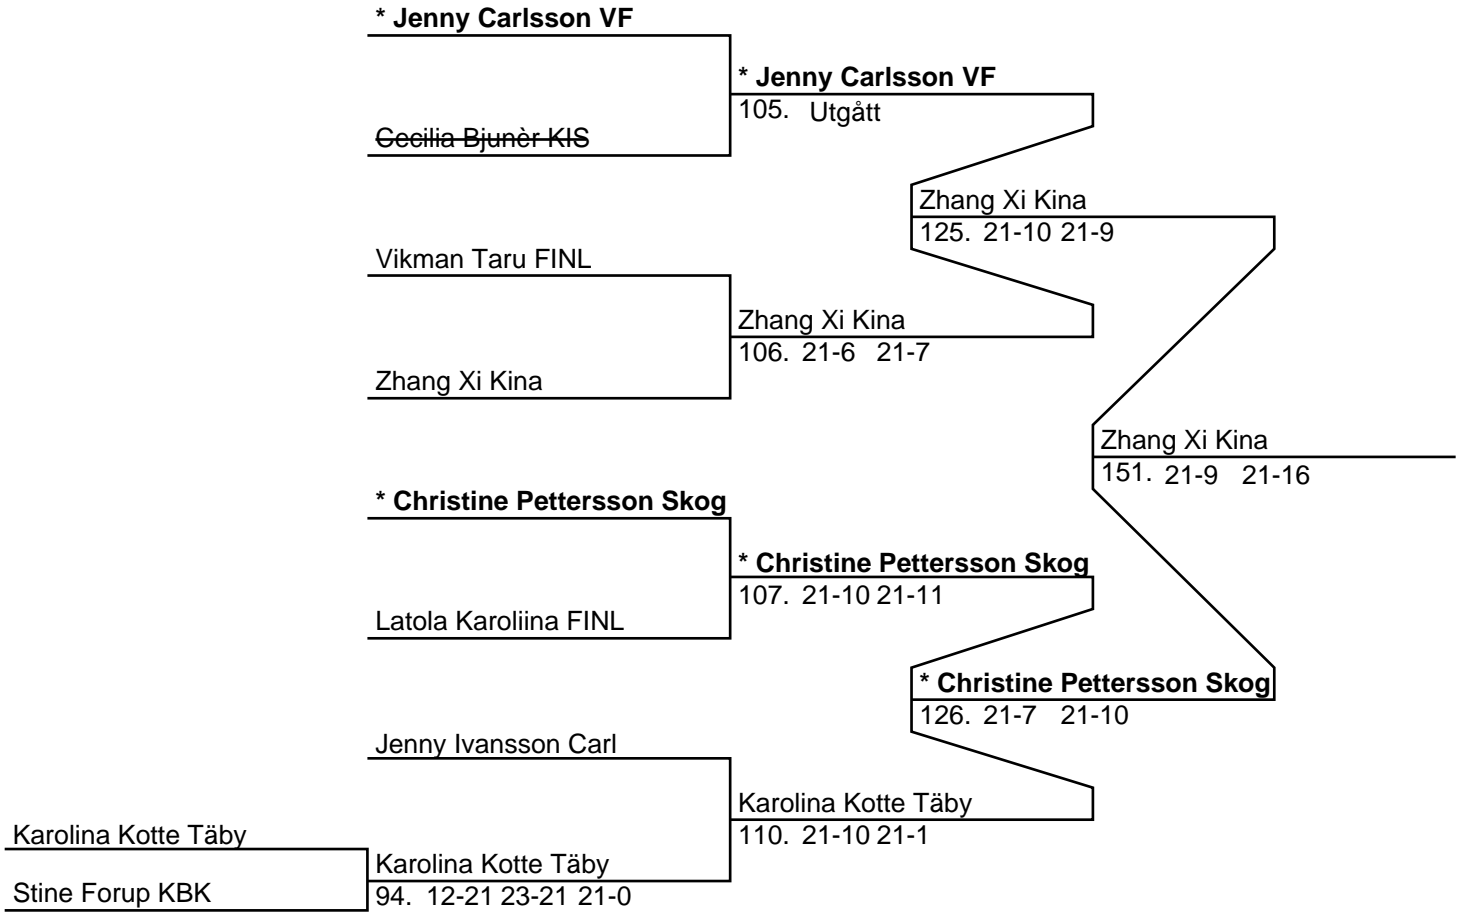 * Jenny Carlsson VF
* Jenny Carlsson VF
105. Utgått
Cecilia Bjunèr KIS
Zhang Xi Kina
125. 21-10 21-9
Vikman Taru FINL
Zhang Xi Kina
106. 21-6 21-7
Zhang Xi Kina
Zhang Xi Kina
151. 21-9 21-16
* Christine Pettersson Skog
* Christine Pettersson Skog
107. 21-10 21-11
Latola Karoliina FINL
* Christine Pettersson Skog
126. 21-7 21-10
Jenny Ivansson Carl
Karolina Kotte Täby
110. 21-10 21-1
Karolina Kotte Täby
Karolina Kotte Täby
94. 12-21 23-21 21-0
Stine Forup KBK